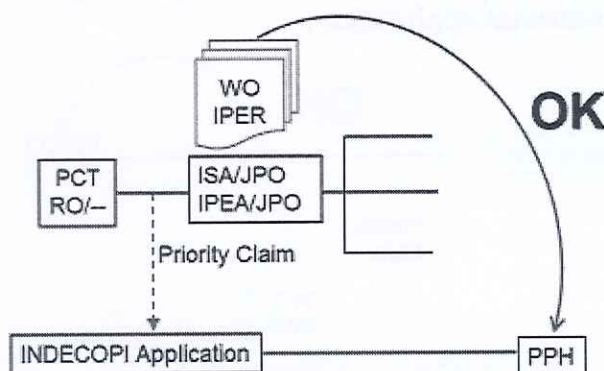 WO
IPER
OK
PCT
RO/--
ISA/JPO
IPEA/JPO
Priority Claim
INDECOPI Application
PPH